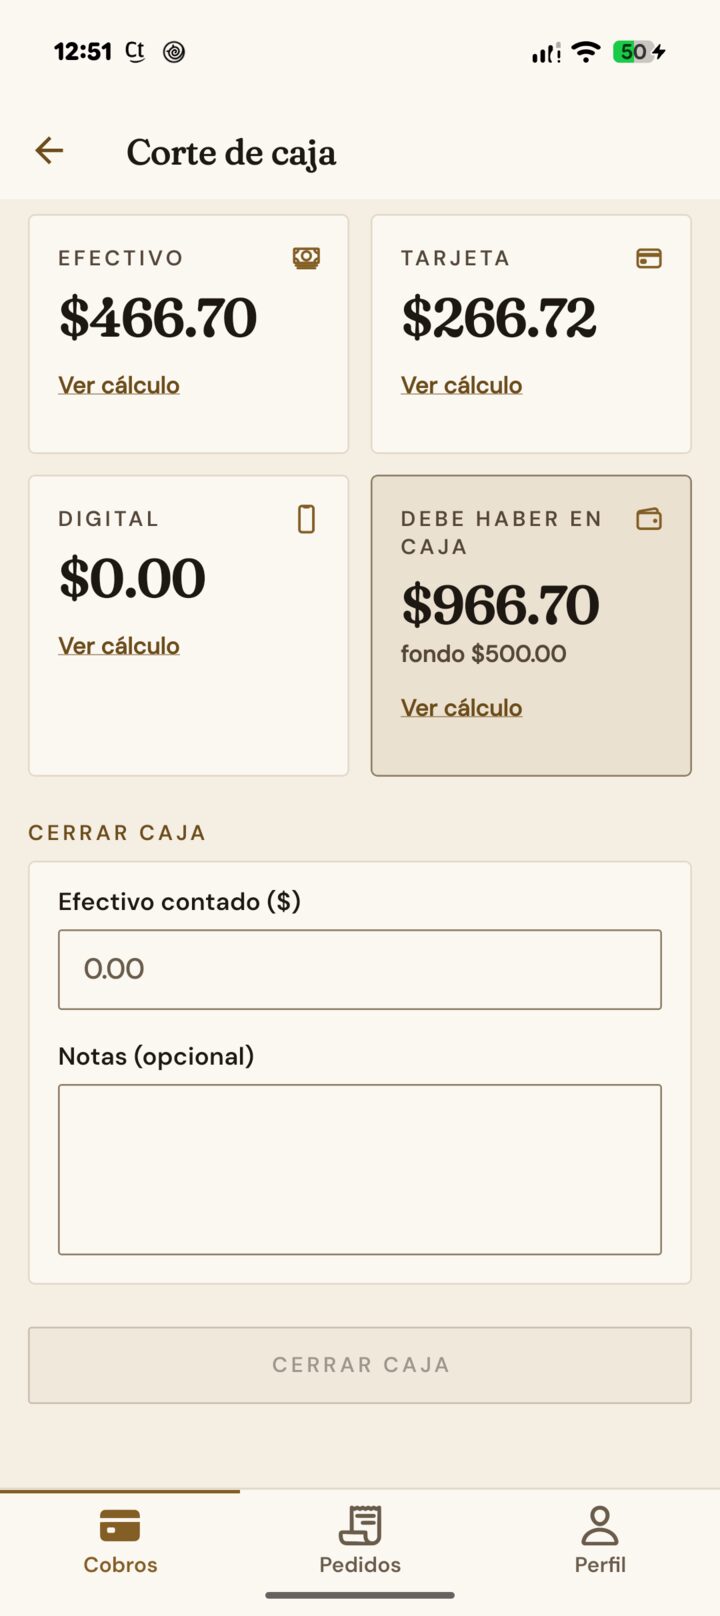 12:51 Ct
50
Corte de caja
EFECTIVO
$466.70
Ver cálculo
TARJETA
$266.72
Ver cálculo
DIGITAL
$0.00
Ver cálculo
DEBE HABER EN
CAJA
$966.70
fondo $500.00
Ver cálculo
CERRAR CAJA
Efectivo contado ($)
0.00
Notas (opcional)
CERRAR CAJA
Cobros
Pedidos
Perfil